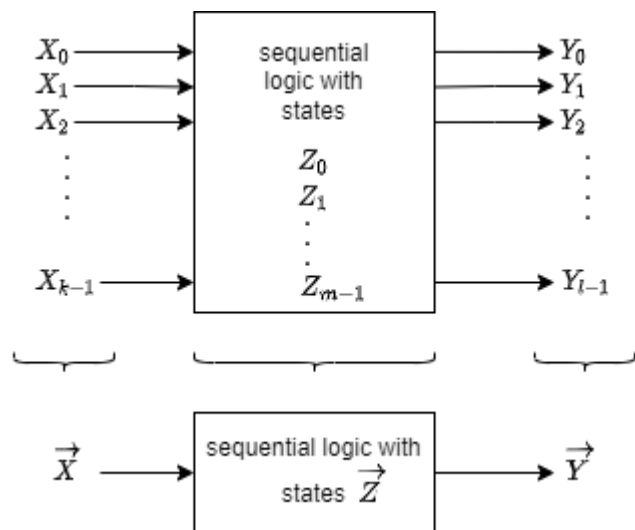 X₀ sequential Y₀
X₁ logic with Y₁
X₂ states Y₂
Z₀
Z₁
Xₖ₋₁ Zₘ₋₁ Yₗ₋₁
X⃗ sequential logic with Y⃗
states Z⃗